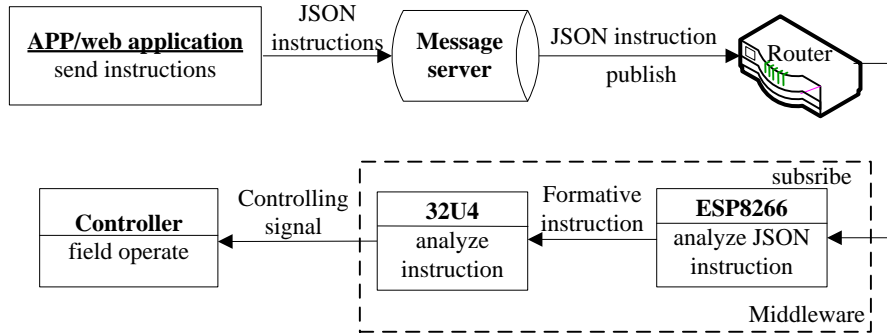 APP/web application
send instructions
JSON
instructions
Message
server
JSON instruction
publish
Router
subsribe
Controller
field operate
Controlling
signal
32U4
analyze
instruction
Formative
instruction
ESP8266
analyze JSON
instruction
Middleware